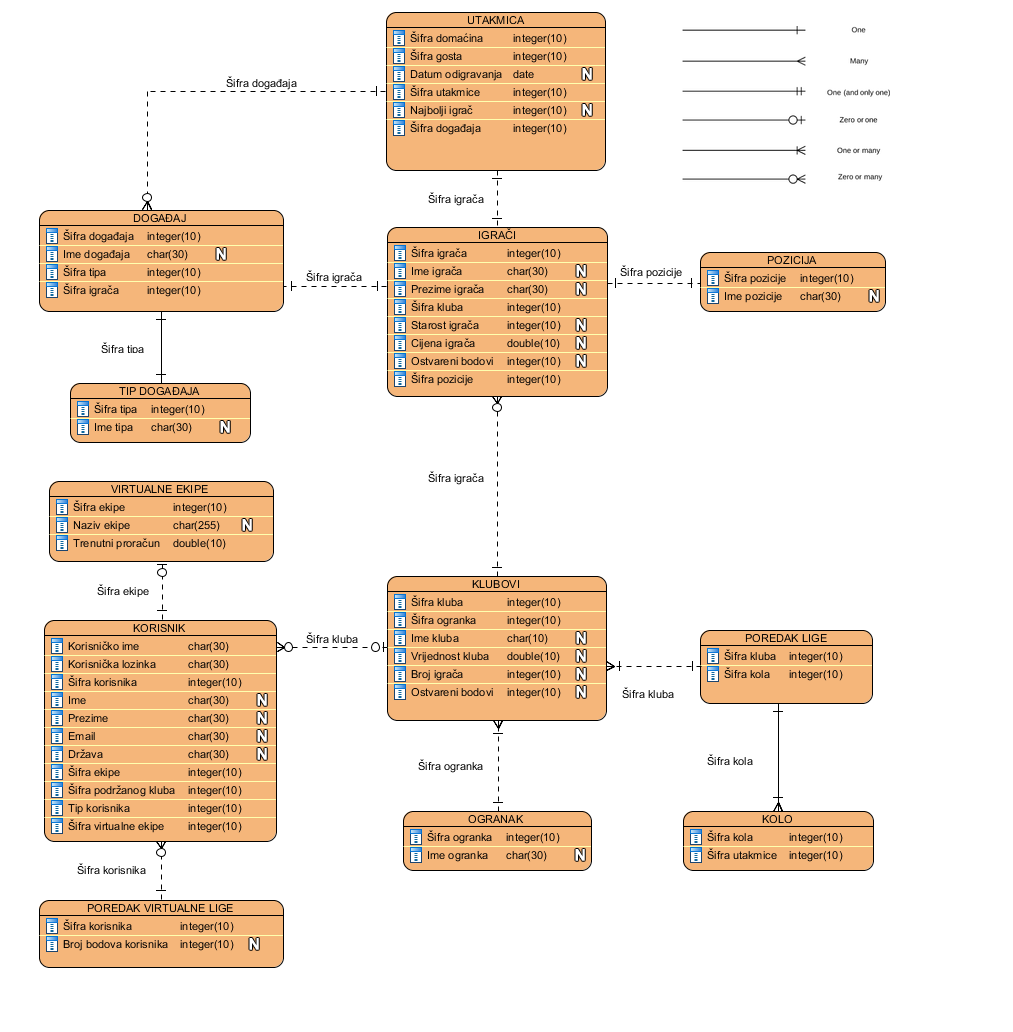 UTAKMICA
Šifra domaćina integer(10)
Šifra gosta integer(10)
Datum odigravanja date N
Šifra utakmice integer(10)
Najbolji igrač integer(10) N
Šifra događaja integer(10)
One
Many
One (and only one)
Zero or one
One or many
Zero or many
Šifra događaja
Šifra igrača
DOGAĐAJ
Šifra događaja integer(10)
Ime događaja char(30) N
Šifra tipa integer(10)
Šifra igrača integer(10)
Šifra igrača
IGRAČI
Šifra igrača integer(10)
Ime igrača char(30) N
Prezime igrača char(30) N
Šifra kluba integer(10)
Starost igrača integer(10) N
Cijena igrača double(10) N
Ostvareni bodovi integer(10) N
Šifra pozicije integer(10)
Šifra pozicije
POZICIJA
Šifra pozicije integer(10)
Ime pozicije char(30) N
Šifra tipa
TIP DOGAĐAJA
Šifra tipa integer(10)
Ime tipa char(30) N
Šifra igrača
VIRTUALNE EKIPE
Šifra ekipe integer(10)
Naziv ekipe char(255) N
Trenutni proračun double(10)
Šifra ekipe
KORISNIK
Korisničko ime char(30)
Korisnička lozinka char(30)
Šifra korisnika integer(10)
Ime char(30) N
Prezime char(30) N
Email char(30) N
Država char(30) N
Šifra ekipe integer(10)
Šifra podržanog kluba integer(10)
Tip korisnika integer(10)
Šifra virtualne ekipe integer(10)
Šifra kluba
KLUBOVI
Šifra kluba integer(10)
Šifra ogranka integer(10)
Ime kluba char(10) N
Vrijednost kluba double(10) N
Broj igrača integer(10) N
Ostvareni bodovi integer(10) N
Šifra kluba
POREDAK LIGE
Šifra kluba integer(10)
Šifra kola integer(10)
Šifra ogranka
Šifra kola
OGRANAK
Šifra ogranka integer(10)
Ime ogranka char(30) N
KOLO
Šifra kola integer(10)
Šifra utakmice integer(10)
Šifra korisnika
POREDAK VIRTUALNE LIGE
Šifra korisnika integer(10)
Broj bodova korisnika integer(10) N